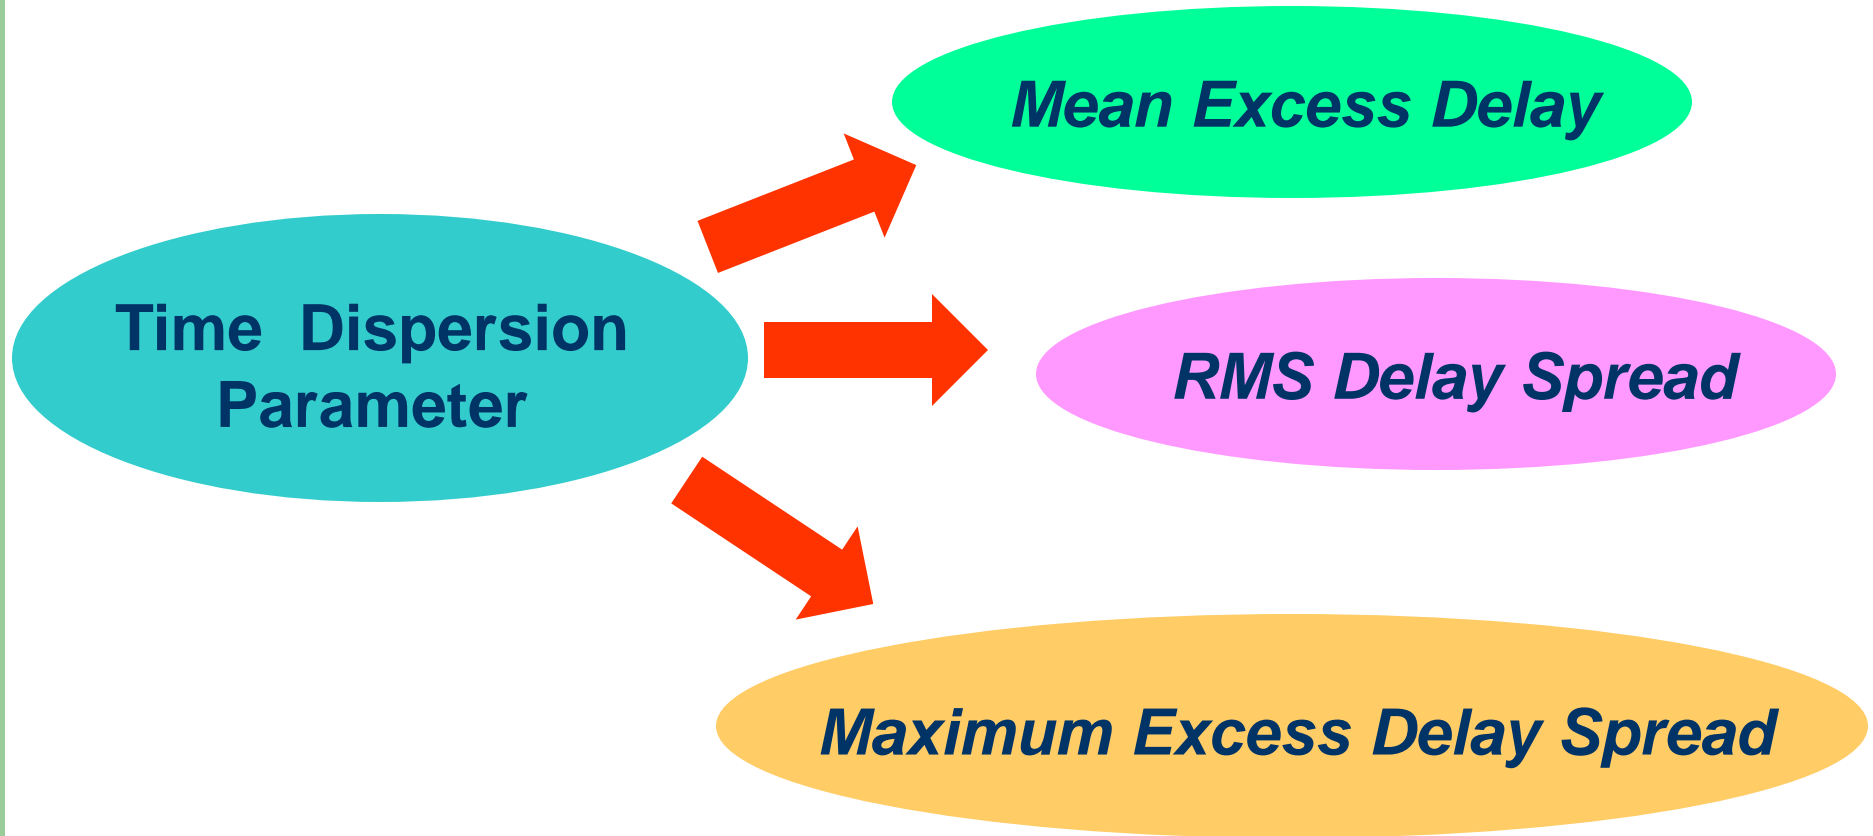 Mean Excess Delay
Time Dispersion
Parameter
RMS Delay Spread
Maximum Excess Delay Spread